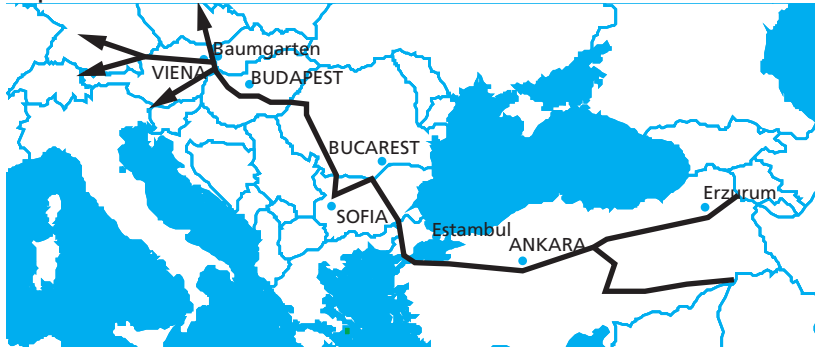 Baumgarten
VIENA
BUDAPEST
BUCAREST
SOFIA
Estambul
ANKARA
Erzurum